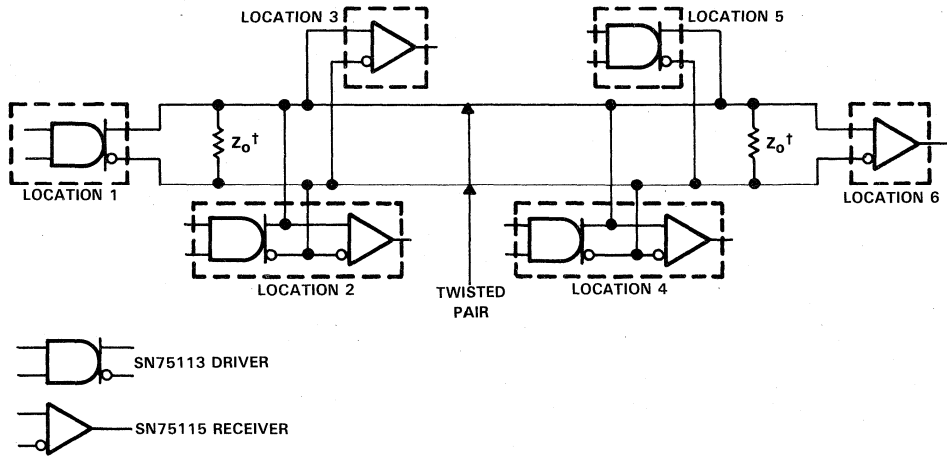 LOCATION 3
LOCATION 5
Zo†
Zo†
LOCATION 1
LOCATION 6
LOCATION 2
TWISTED
PAIR
LOCATION 4
SN75113 DRIVER
SN75115 RECEIVER